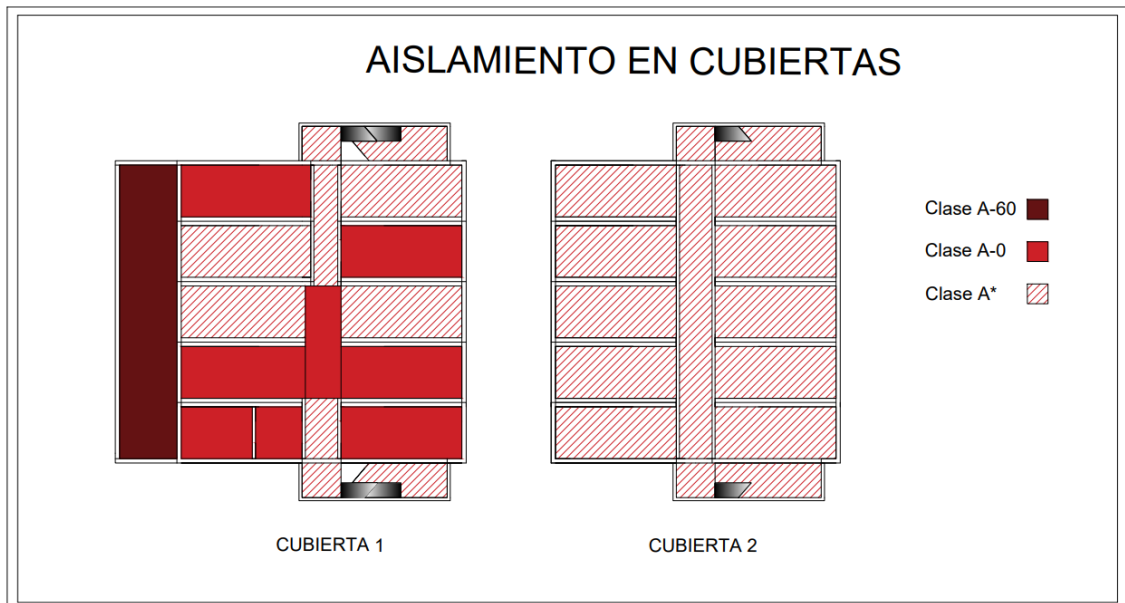 AISLAMIENTO EN CUBIERTAS
Clase A-60
Clase A-0
Clase A*
CUBIERTA 1
CUBIERTA 2